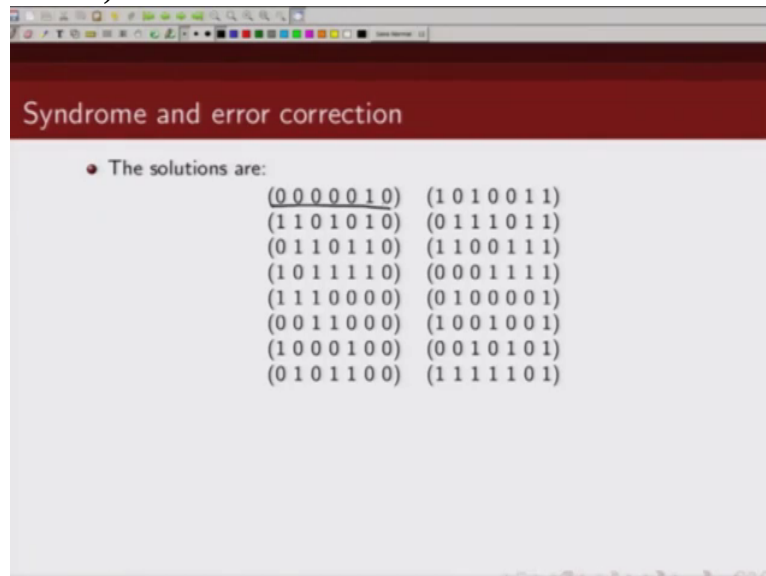 Syndrome and error correction
The solutions are:
(0 0 0 0 0 1 0) (1 0 1 0 0 1 1)
(1 1 0 1 0 1 0) (0 1 1 1 0 1 1)
(0 1 1 0 1 1 0) (1 1 0 0 1 1 1)
(1 0 1 1 1 1 0) (0 0 0 1 1 1 1)
(1 1 1 0 0 0 0) (0 1 0 0 0 0 1)
(0 0 1 1 0 0 0) (1 0 0 1 0 0 1)
(1 0 0 0 1 0 0) (0 0 1 0 1 0 1)
(0 1 0 1 1 0 0) (1 1 1 1 1 0 1)